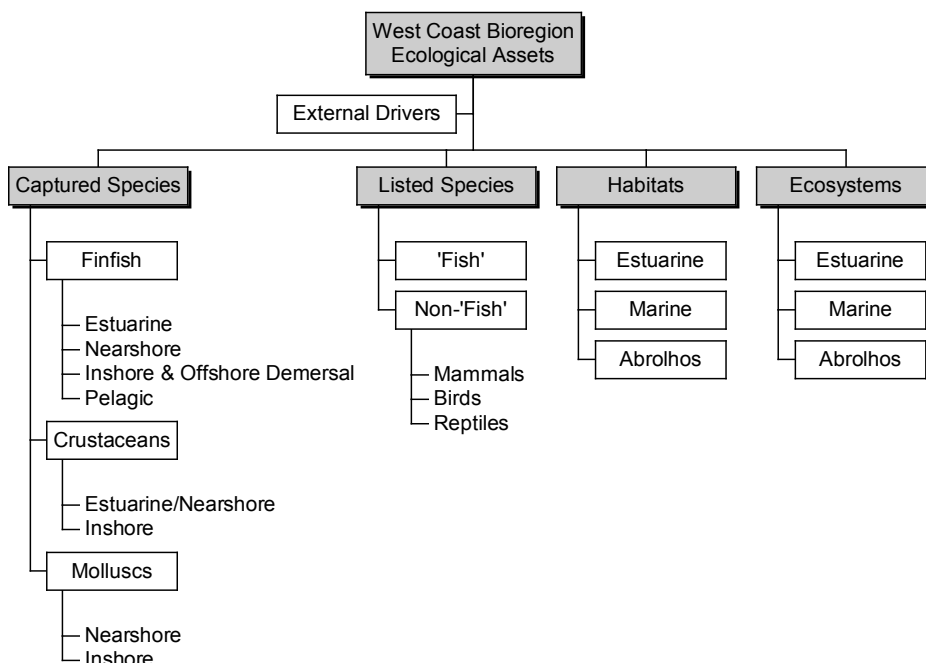 West Coast Bioregion
Ecological Assets
External Drivers
Captured Species
Finfish
Estuarine
Nearshore
Inshore & Offshore Demersal
Pelagic
Crustaceans
Estuarine/Nearshore
Inshore
Molluscs
Nearshore
Inshore
Listed Species
'Fish'
Non-'Fish'
Mammals
Birds
Reptiles
Habitats
Estuarine
Marine
Abrolhos
Ecosystems
Estuarine
Marine
Abrolhos